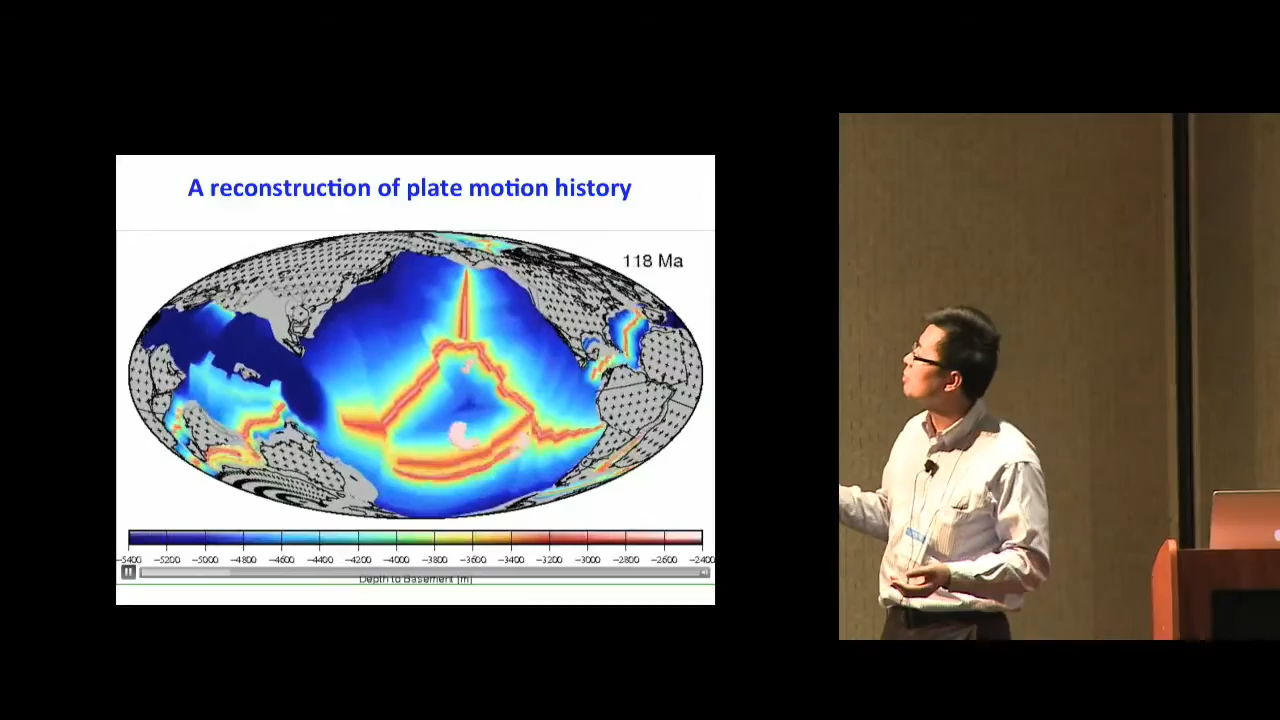 A reconstruction of plate motion history
118 Ma
−5400 −5200 −5000 −4800 −4600 −4400 −4200 −4000 −3800 −3600 −3400 −3200 −3000 −2800 −2600 −2400
Depth to Basement [m]